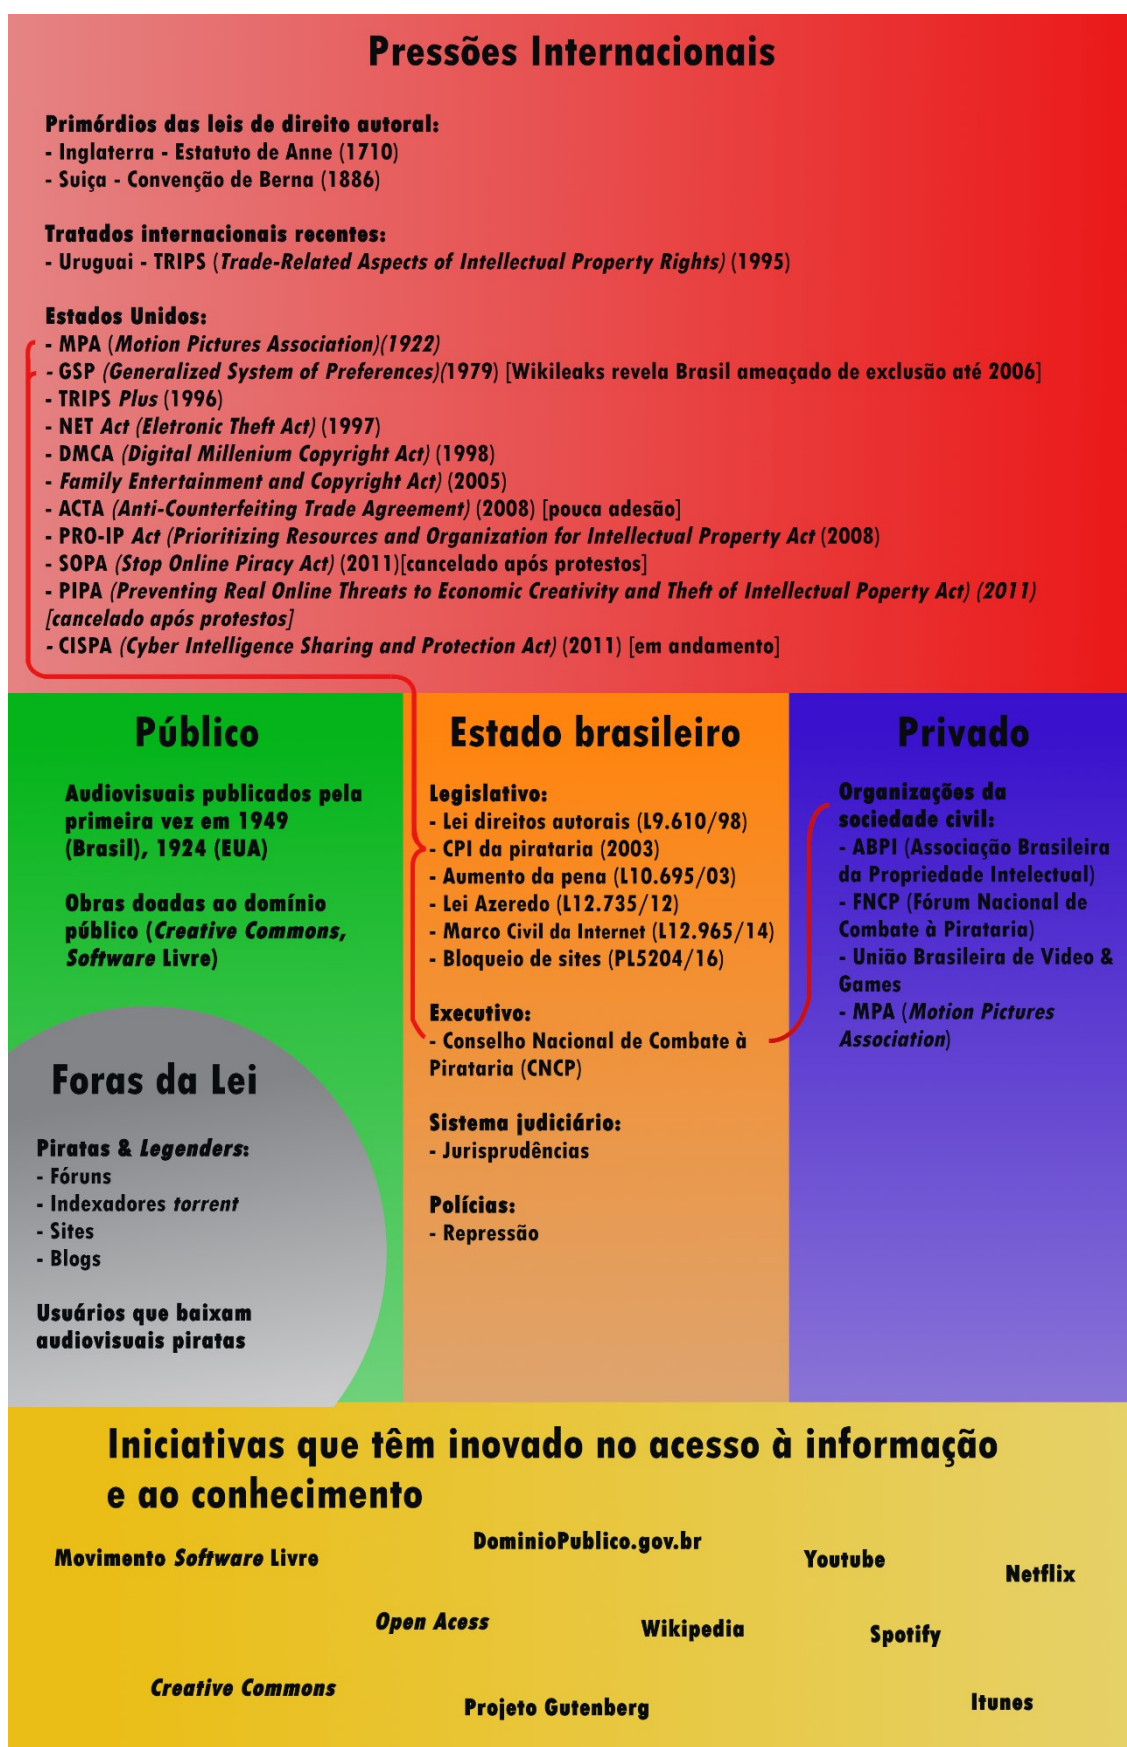 Pressões Internacionais
Primórdios das leis de direito autoral:
- Inglaterra - Estatuto de Anne (1710)
- Suiça - Convenção de Berna (1886)
Tratados internacionais recentes:
- Uruguai - TRIPS (Trade-Related Aspects of Intellectual Property Rights) (1995)
Estados Unidos:
- MPA (Motion Pictures Association)(1922)
- GSP (Generalized System of Preferences)(1979) [Wikileaks revela Brasil ameaçado de exclusão até 2006]
- TRIPS Plus (1996)
- NET Act (Eletronic Theft Act) (1997)
- DMCA (Digital Millenium Copyright Act) (1998)
- Family Entertainment and Copyright Act) (2005)
- ACTA (Anti-Counterfeiting Trade Agreement) (2008) [pouca adesão]
- PRO-IP Act (Prioritizing Resources and Organization for Intellectual Property Act (2008)
- SOPA (Stop Online Piracy Act) (2011)[cancelado após protestos]
- PIPA (Preventing Real Online Threats to Economic Creativity and Theft of Intellectual Poperty Act) (2011)
[cancelado após protestos]
- CISPA (Cyber Intelligence Sharing and Protection Act) (2011) [em andamento]
Público
Audiovisuais publicados pela
primeira vez em 1949
(Brasil), 1924 (EUA)
Obras doadas ao domínio
público (Creative Commons,
Software Livre)
Foras da Lei
Piratas & Legenders:
- Fóruns
- Indexadores torrent
- Sites
- Blogs
Usuários que baixam
audiovisuais piratas
Estado brasileiro
Legislativo:
- Lei direitos autorais (L9.610/98)
- CPI da pirataria (2003)
- Aumento da pena (L10.695/03)
- Lei Azeredo (L12.735/12)
- Marco Civil da Internet (L12.965/14)
- Bloqueio de sites (PL5204/16)
Executivo:
- Conselho Nacional de Combate à
Pirataria (CNCP)
Sistema judiciário:
- Jurisprudências
Polícias:
- Repressão
Privado
Organizações da
sociedade civil:
- ABPI (Associação Brasileira
da Propriedade Intelectual)
- FNCP (Fórum Nacional de
Combate à Pirataria)
- União Brasileira de Video &
Games
- MPA (Motion Pictures
Association)
Iniciativas que têm inovado no acesso à informação
e ao conhecimento
DominioPublico.gov.br
Movimento Software Livre
Youtube
Netflix
Open Acess
Wikipedia
Spotify
Creative Commons
Projeto Gutenberg
Itunes